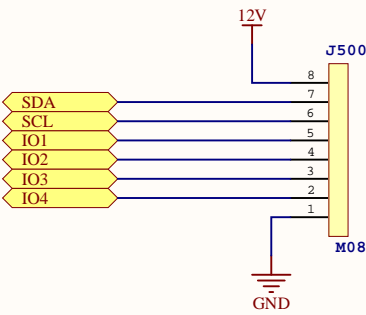 12V
J500
8
SDA 7
SCL 6
IO1 5
IO2 4
IO3 3
IO4 2
1
M08
GND